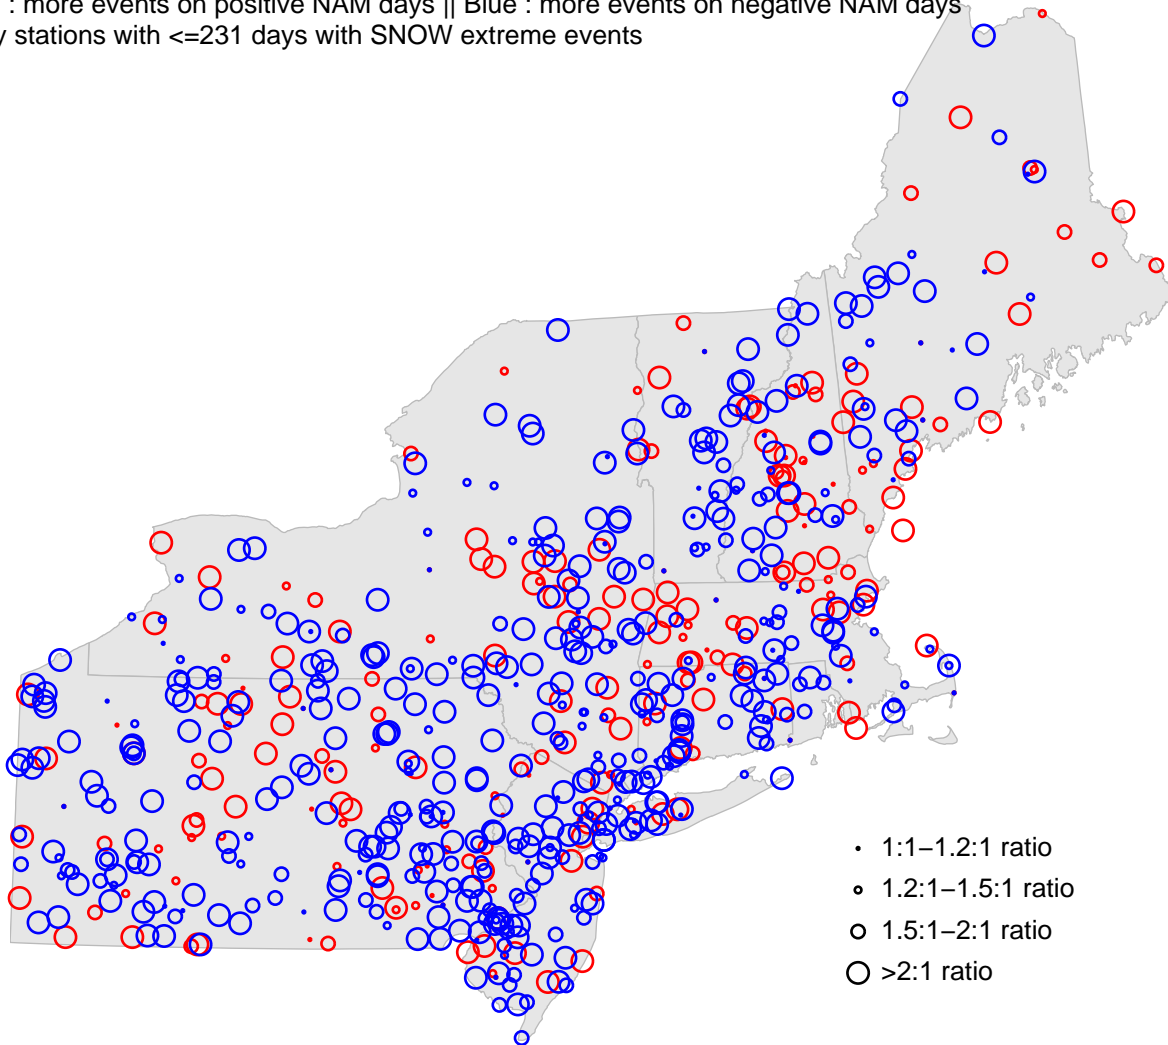 : more events on positive NAM days || Blue : more events on negative NAM days
stations with <=231 days with SNOW extreme events
1:1−1.2:1 ratio
1.2:1−1.5:1 ratio
1.5:1−2:1 ratio
>2:1 ratio